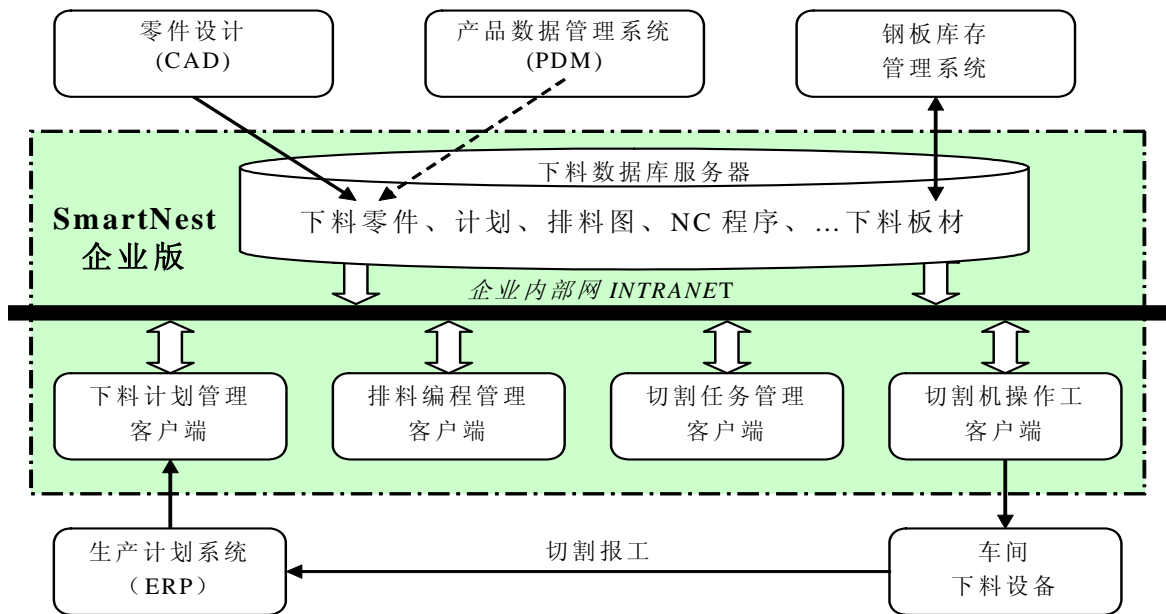 零件设计
(CAD)
产品数据管理系统
(PDM)
钢板库存
管理系统
下料数据库服务器
SmartNest
企业版
下料零件、计划、排料图、NC 程序、…下料板材
企业内部网 INTRANET
下料计划管理
客户端
排料编程管理
客户端
切割任务管理
客户端
切割机操作工
客户端
生产计划系统
（ERP）
切割报工
车间
下料设备